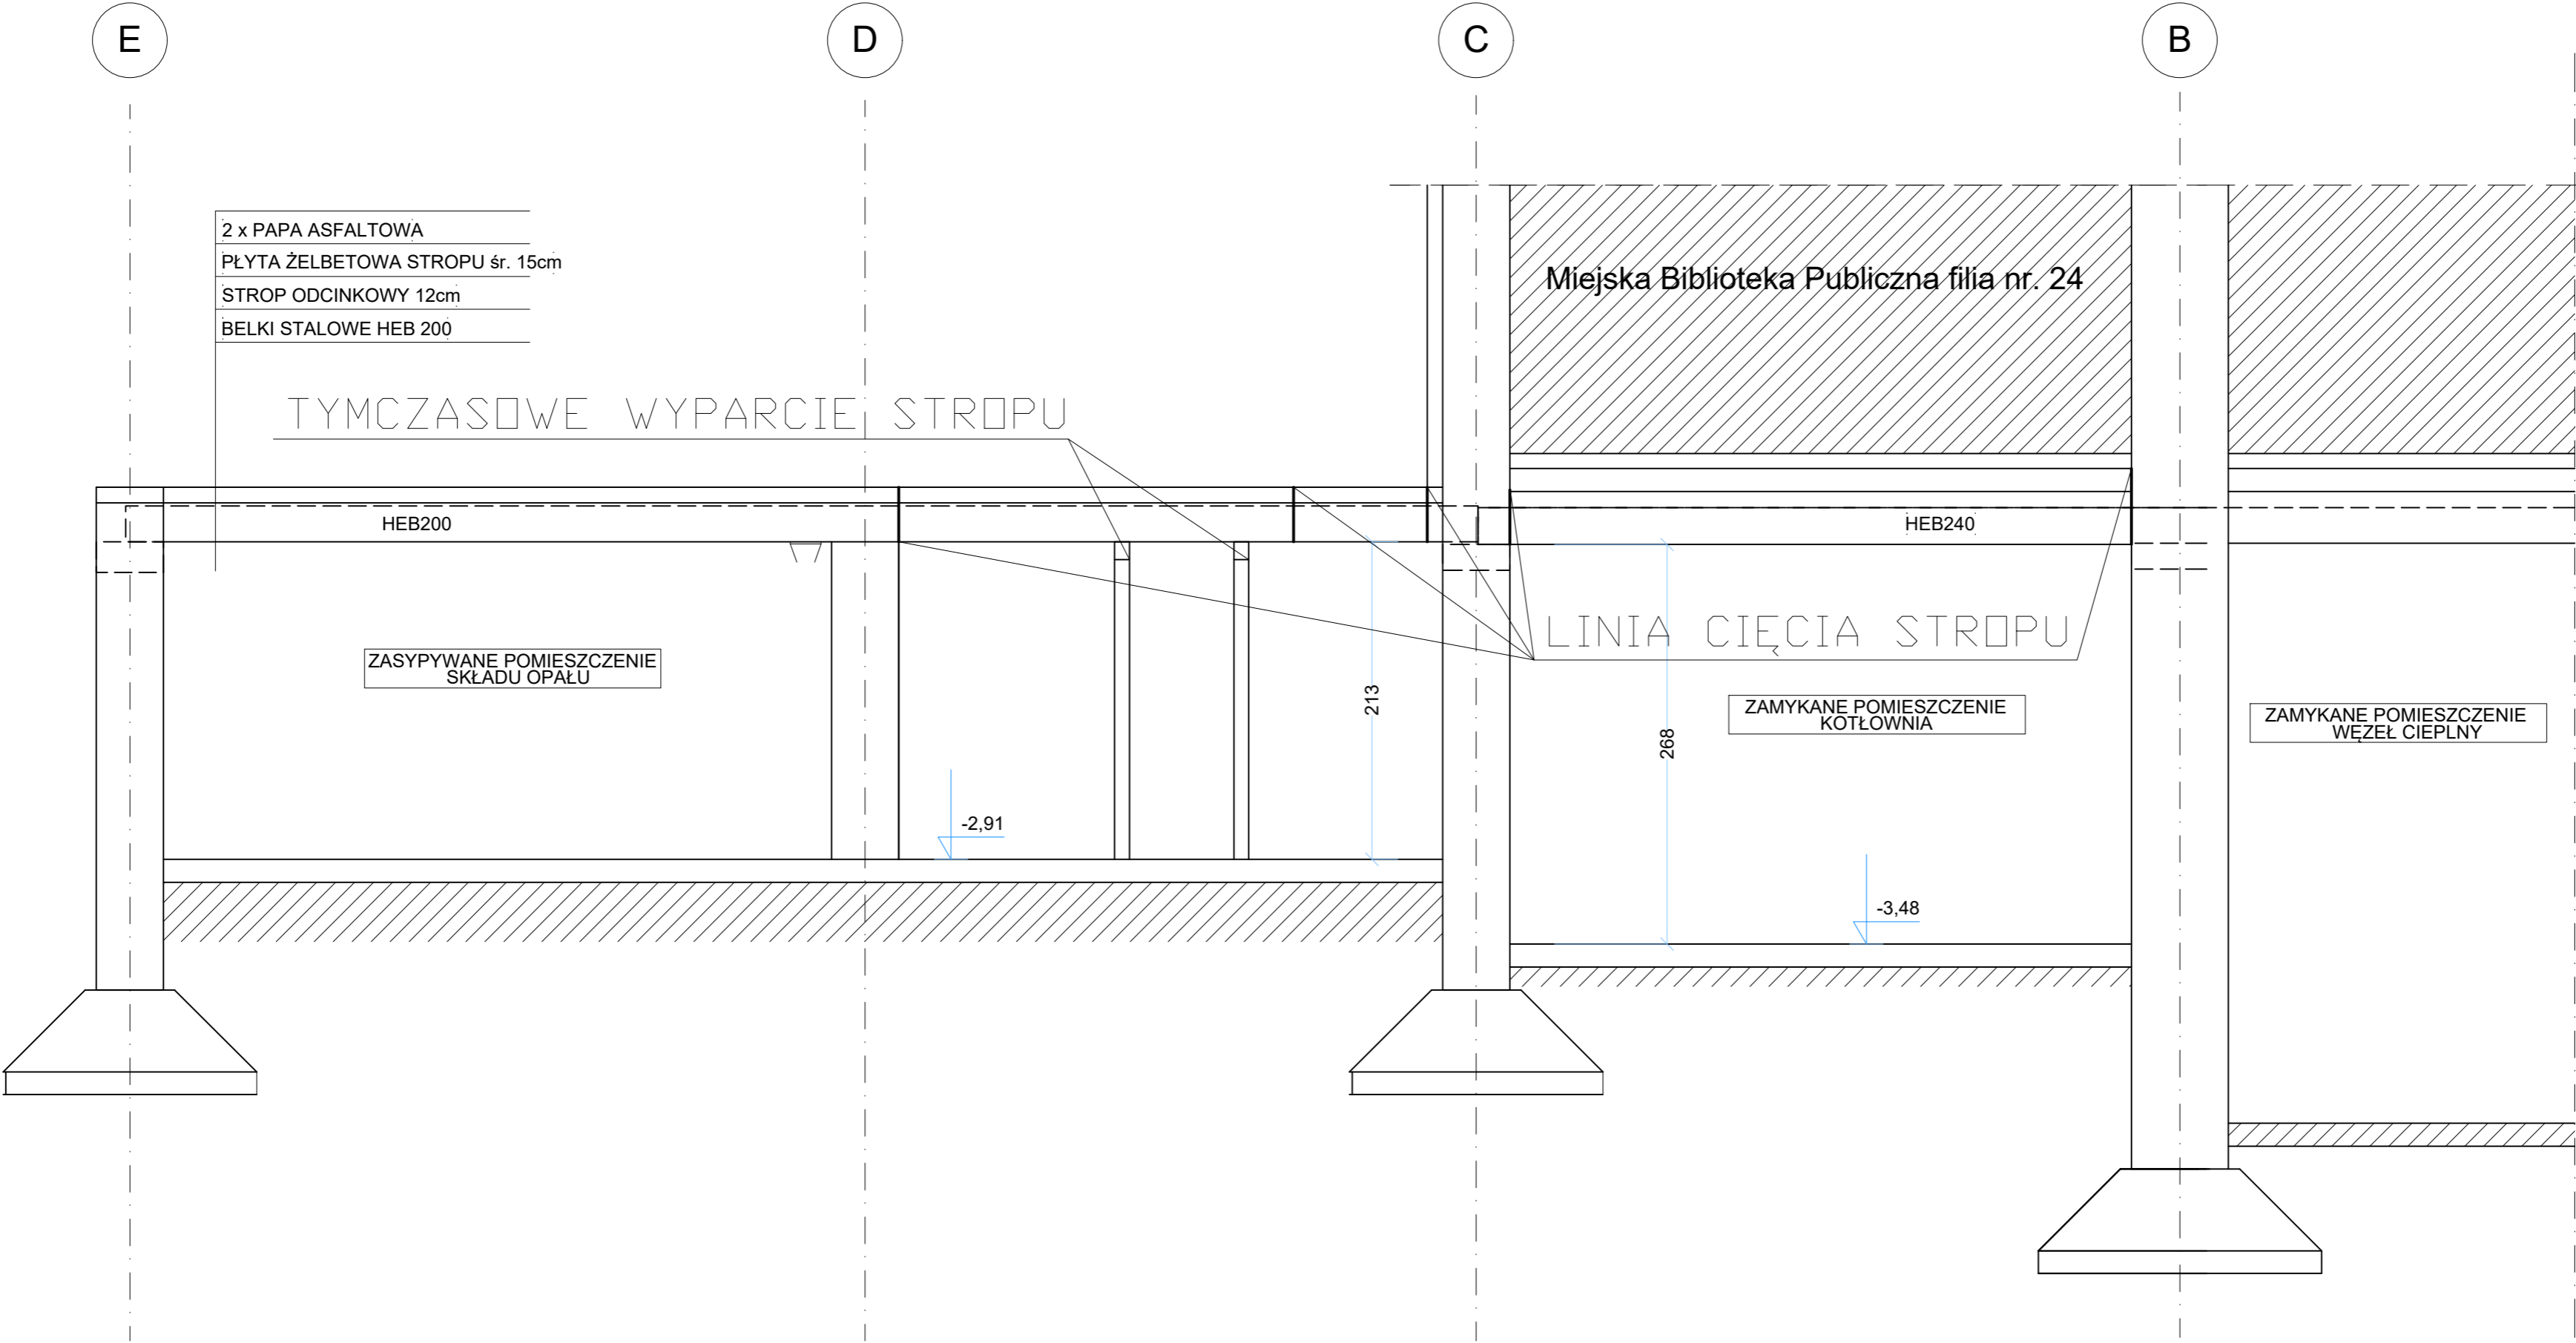 E
D
C
B
2 x PAPA ASFALTOWA
PŁYTA ŻELBETOWA STROPU śr. 15cm
STROP ODCINKOWY 12cm
BELKI STALOWE HEB 200
Miejska Biblioteka Publiczna filia nr. 24
TYMCZASOWE WYPARCIE STROPU
HEB200
HEB240
LINIA CIĘCIA STROPU
ZASYPYWANE POMIESZCZENIE
SKŁADU OPAŁU
213
268
ZAMYKANE POMIESZCZENIE
KOTŁOWNIA
ZAMYKANE POMIESZCZENIE
WĘZEŁ CIEPLNY
-2,91
-3,48